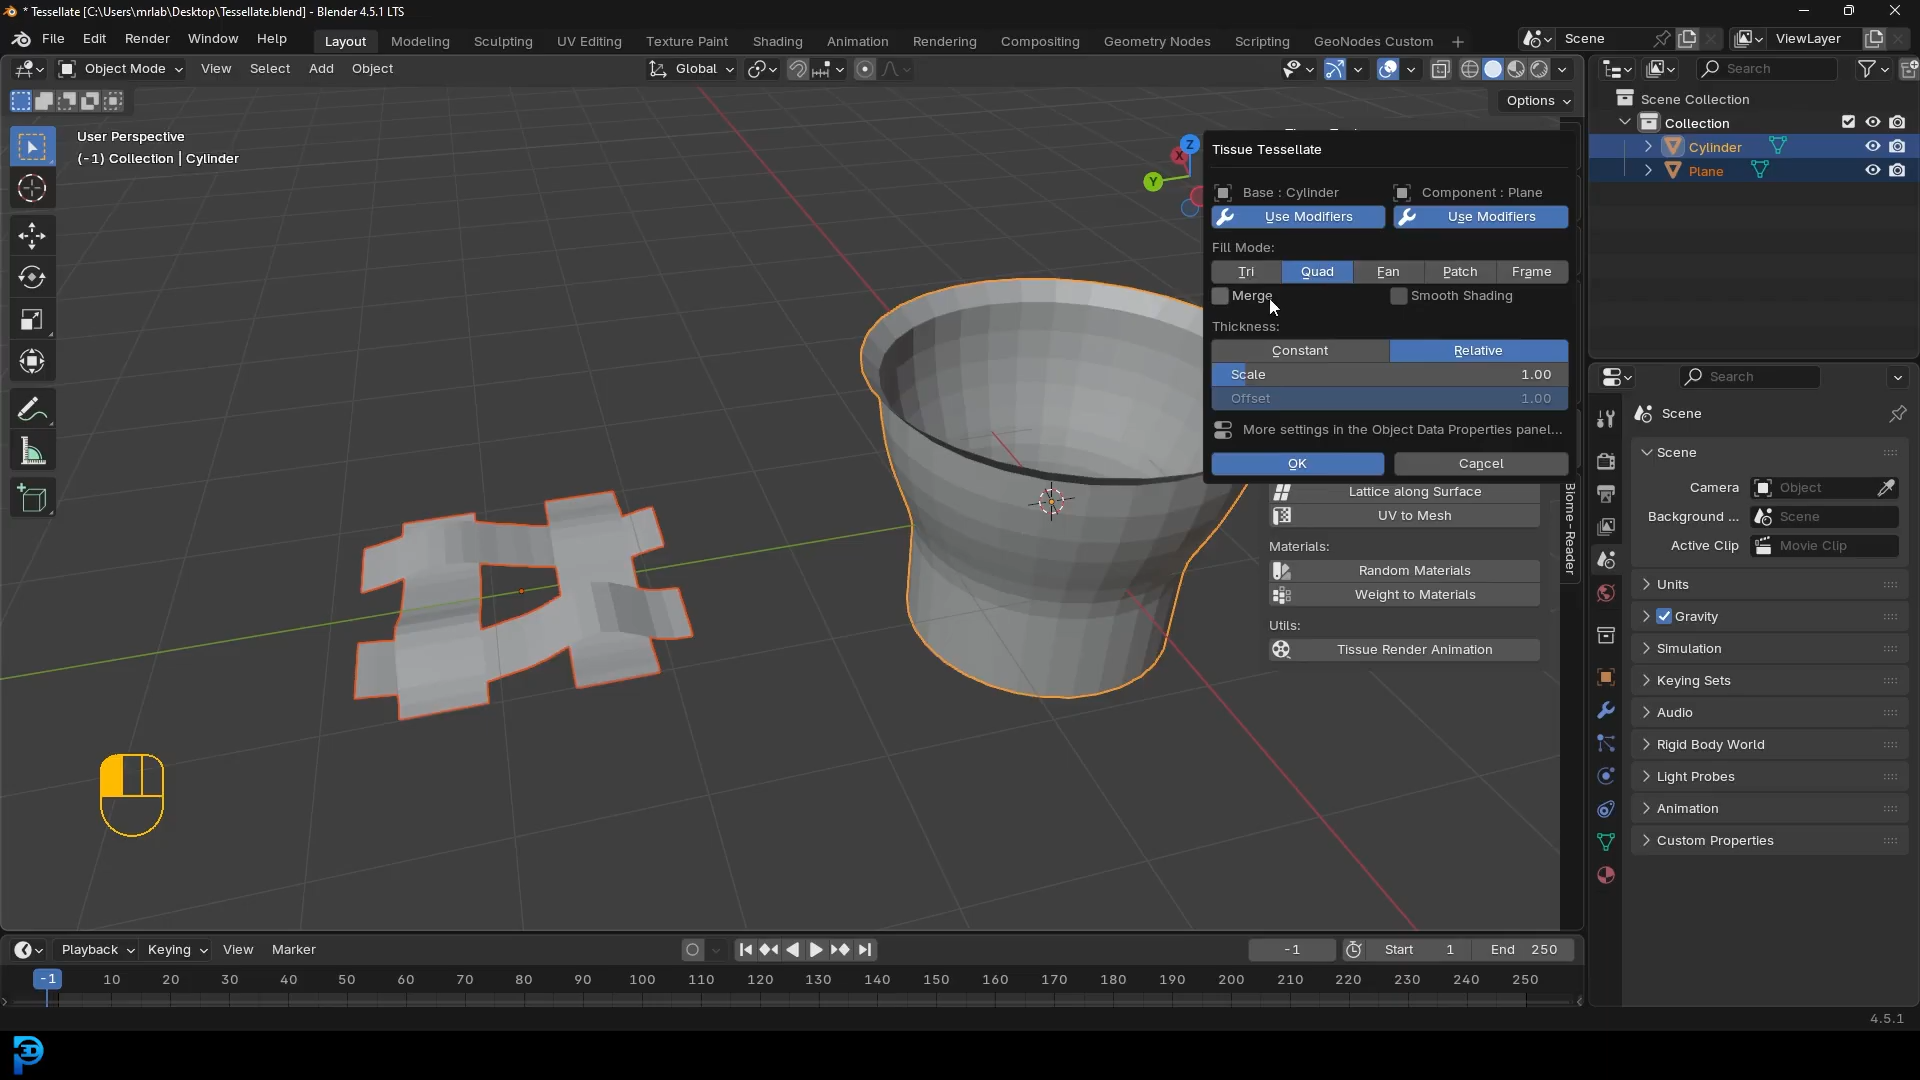 * Tessellate [C:\Users\mrlab\Desktop\Tessellate.blend] - Blender 4.5.1 LTS
File Edit Render Window Help Layout Modeling Sculpting UV Editing Texture Paint Shading Animation Rendering Compositing Geometry Nodes Scripting GeoNodes Custom + Scene ViewLayer
Object Mode View Select Add Object Global Search
Options
User Perspective
(-1) Collection | Cylinder
Z
X
Y
Tissue Tessellate
Base : Cylinder Component : Plane
Use Modifiers Use Modifiers
Fill Mode:
Tri Quad Fan Patch Frame
Merge Smooth Shading
Thickness:
Constant Relative
Scale 1.00
Offset 1.00
More settings in the Object Data Properties panel...
OK Cancel
Lattice along Surface
UV to Mesh
Materials:
Random Materials
Weight to Materials
Utils:
Tissue Render Animation
Biome-Reader
Scene Collection
Collection
Cylinder
Plane
Search
Scene
Scene
Camera Object
Background ... Scene
Active Clip Movie Clip
Units
Gravity
Simulation
Keying Sets
Audio
Rigid Body World
Light Probes
Animation
Custom Properties
Playback Keying View Marker -1 Start 1 End 250
-1 10 20 30 40 50 60 70 80 90 100 110 120 130 140 150 160 170 180 190 200 210 220 230 240 250
4.5.1